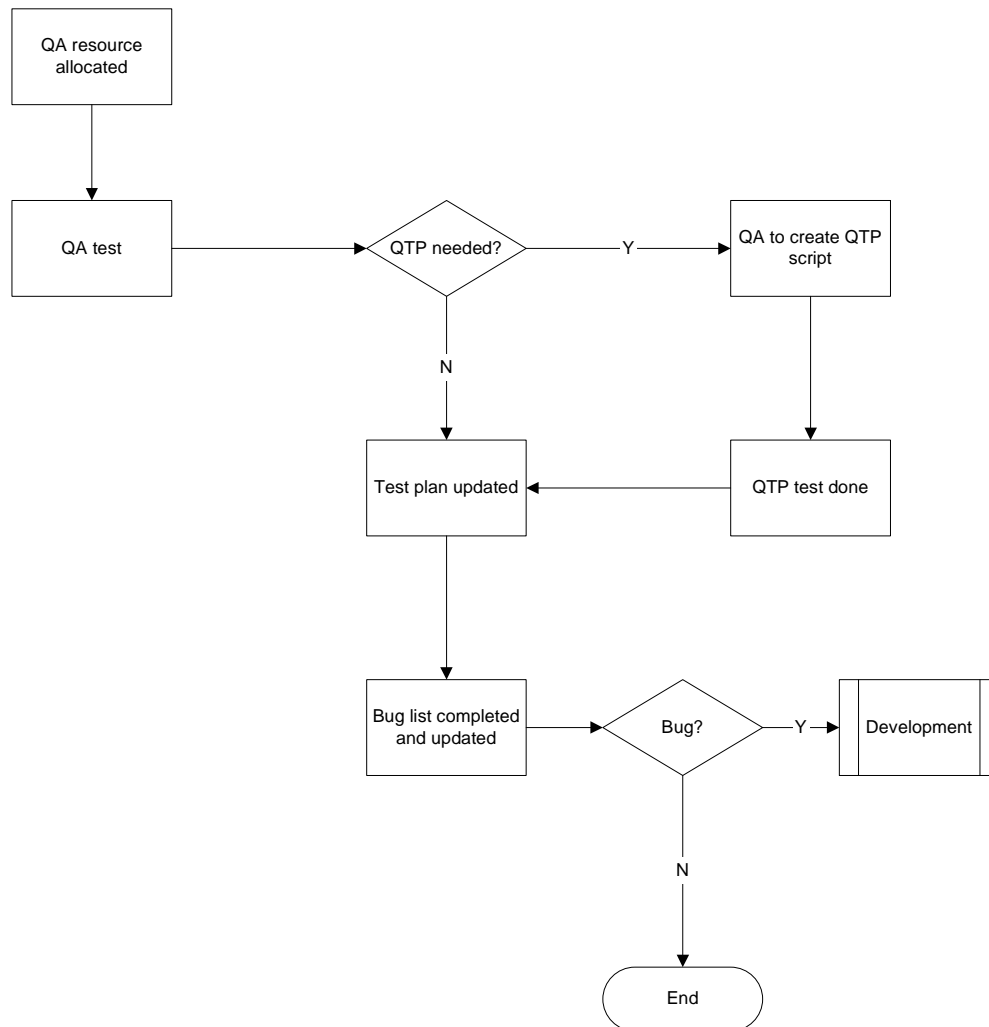 QA resource
allocated
QA test
QTP needed?
Y
QA to create QTP
script
N
Test plan updated
QTP test done
Bug list completed
and updated
Bug?
Y
Development
N
End